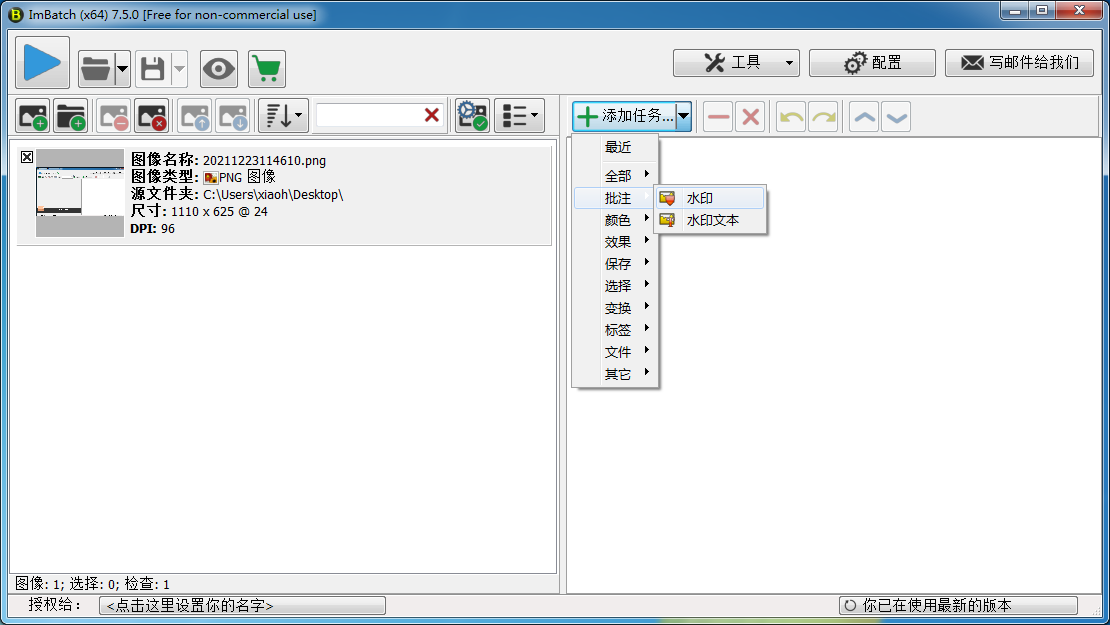 ImBatch (x64) 7.5.0 [Free for non-commercial use]
工具
配置
写邮件给我们
添加任务...
图像名称: 20211223114610.png
图像类型: PNG 图像
源文件夹: C:\Users\xiaoh\Desktop\
尺寸: 1110 x 625 @ 24
DPI: 96
最近
全部
批注
水印
颜色
水印文本
效果
保存
选择
变换
标签
文件
其它
图像: 1; 选择: 0; 检查: 1
授权给：
<点击这里设置你的名字>
你已在使用最新的版本